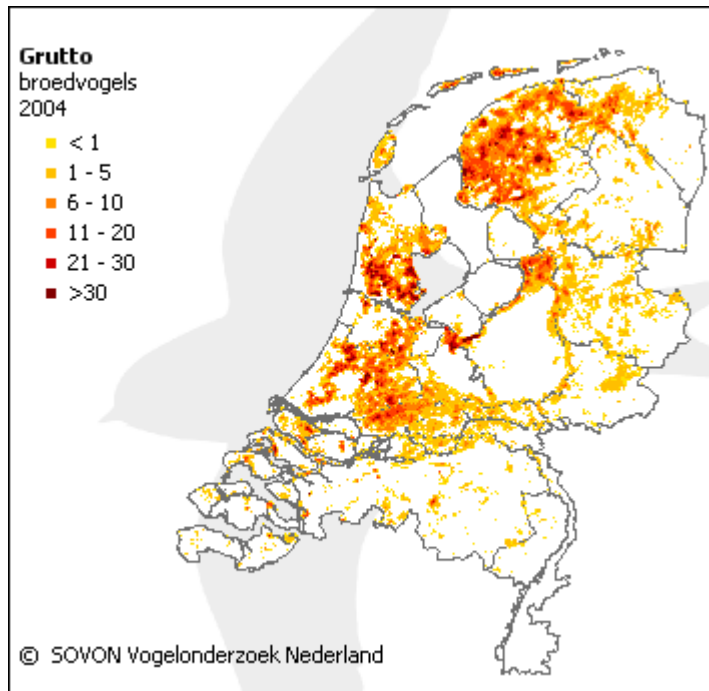 Grutto
broedvogels
2004
< 1
1 - 5
6 - 10
11 - 20
21 - 30
>30
© SOVON Vogelonderzoek Nederland